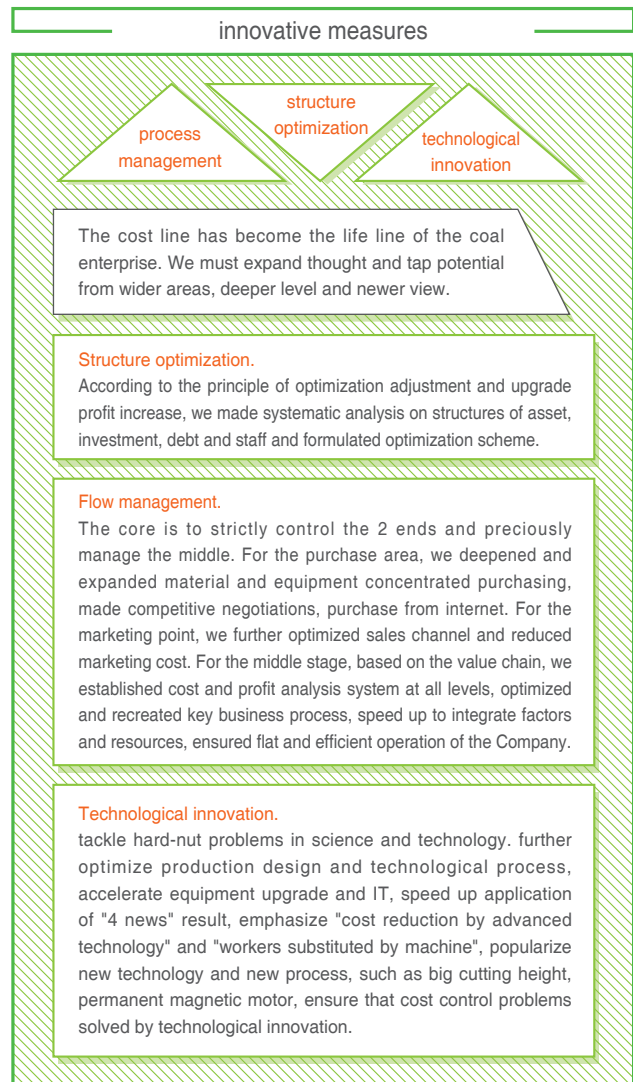 innovative measures
process
management
structure
optimization
technological
innovation
The cost line has become the life line of the coal
enterprise. We must expand thought and tap potential
from wider areas, deeper level and newer view.
Structure optimization.
According to the principle of optimization adjustment and upgrade
profit increase, we made systematic analysis on structures of asset,
investment, debt and staff and formulated optimization scheme.
Flow management.
The core is to strictly control the 2 ends and preciously
manage the middle. For the purchase area, we deepened and
expanded material and equipment concentrated purchasing,
made competitive negotiations, purchase from internet. For the
marketing point, we further optimized sales channel and reduced
marketing cost. For the middle stage, based on the value chain, we
established cost and profit analysis system at all levels, optimized
and recreated key business process, speed up to integrate factors
and resources, ensured flat and efficient operation of the Company.
Technological innovation.
tackle hard-nut problems in science and technology. further
optimize production design and technological process,
accelerate equipment upgrade and IT, speed up application
of "4 news" result, emphasize "cost reduction by advanced
technology" and "workers substituted by machine", popularize
new technology and new process, such as big cutting height,
permanent magnetic motor, ensure that cost control problems
solved by technological innovation.